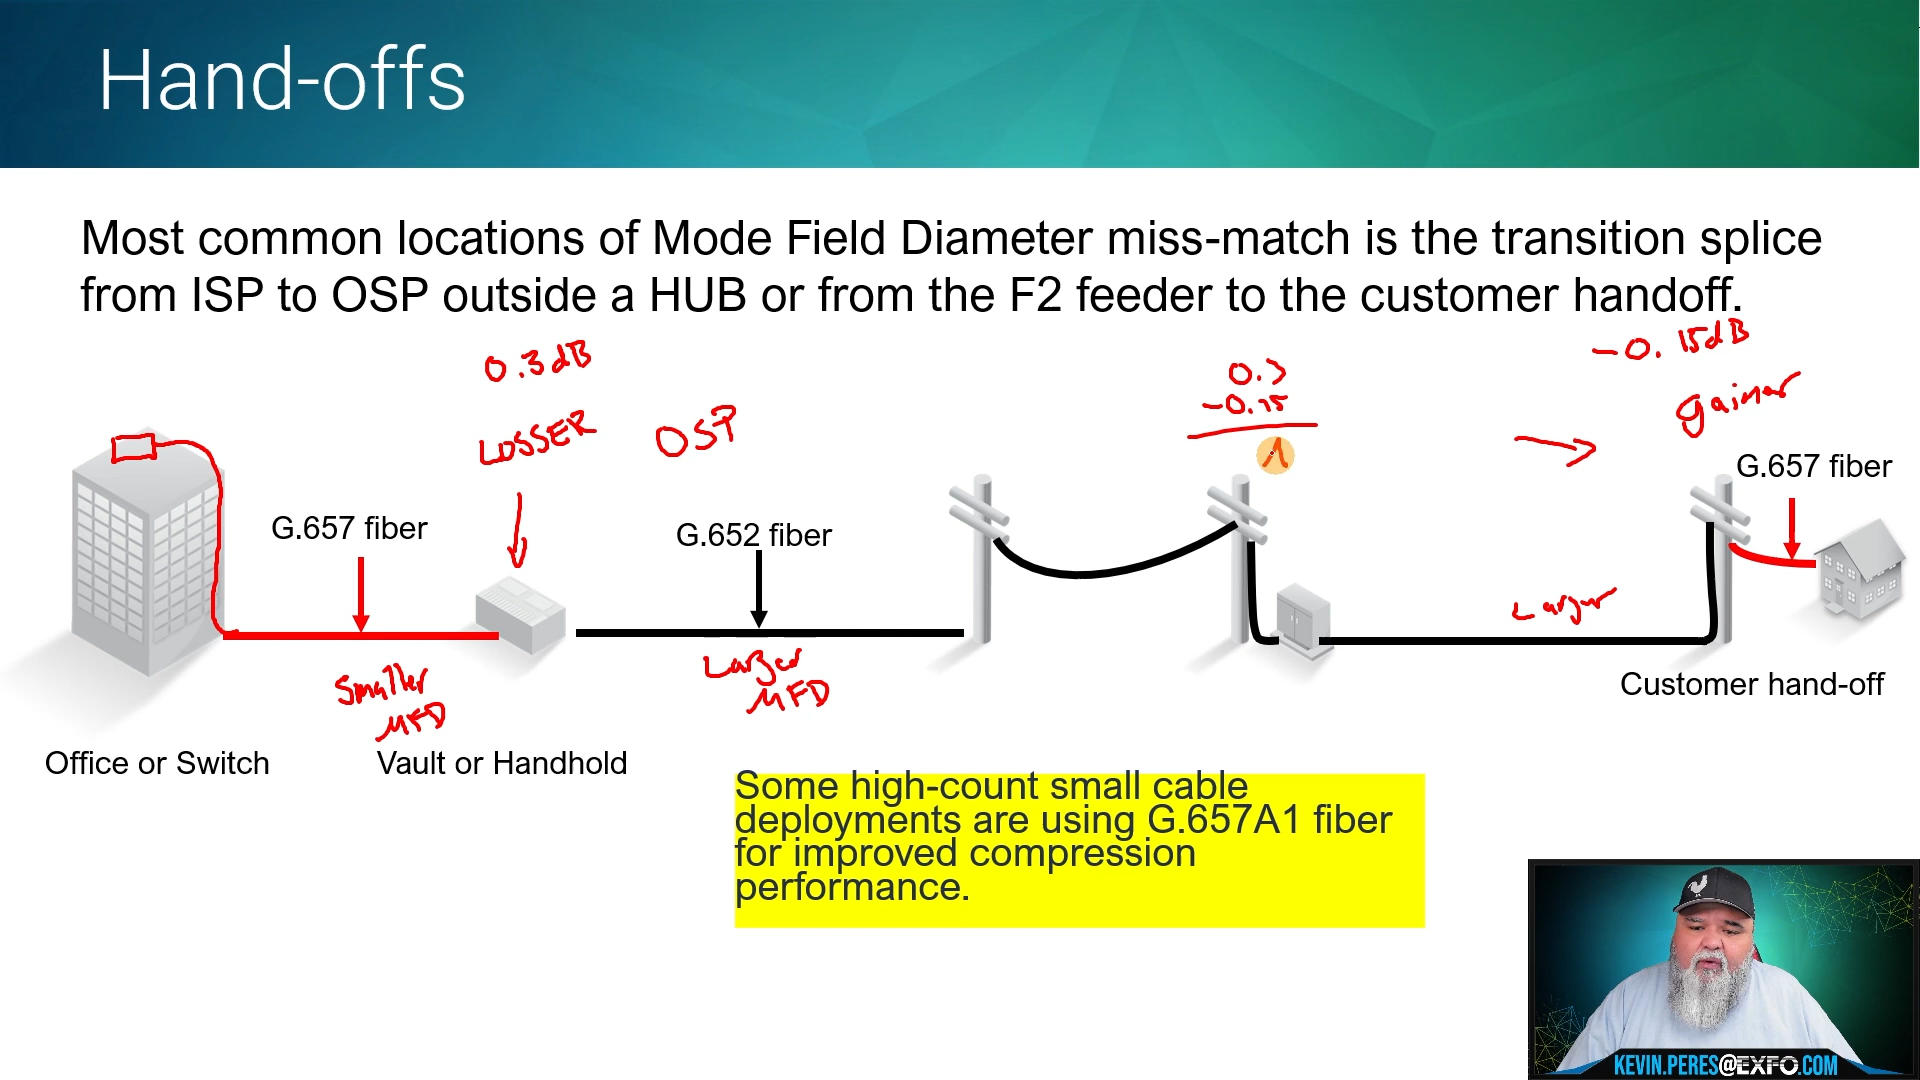 Hand-offs
Most common locations of Mode Field Diameter miss-match is the transition splice
from ISP to OSP outside a HUB or from the F2 feeder to the customer handoff.
0.3dB
LOSSER
OSP
0.3
-0.15
-0.15dB
gainer
G.657 fiber
G.657 fiber
G.652 fiber
Larger
Smaller
MFD
Larger
MFD
Customer hand-off
Office or Switch
Vault or Handhold
Some high-count small cable
deployments are using G.657A1 fiber
for improved compression
performance.
KEVIN.PERES@EXFO.COM